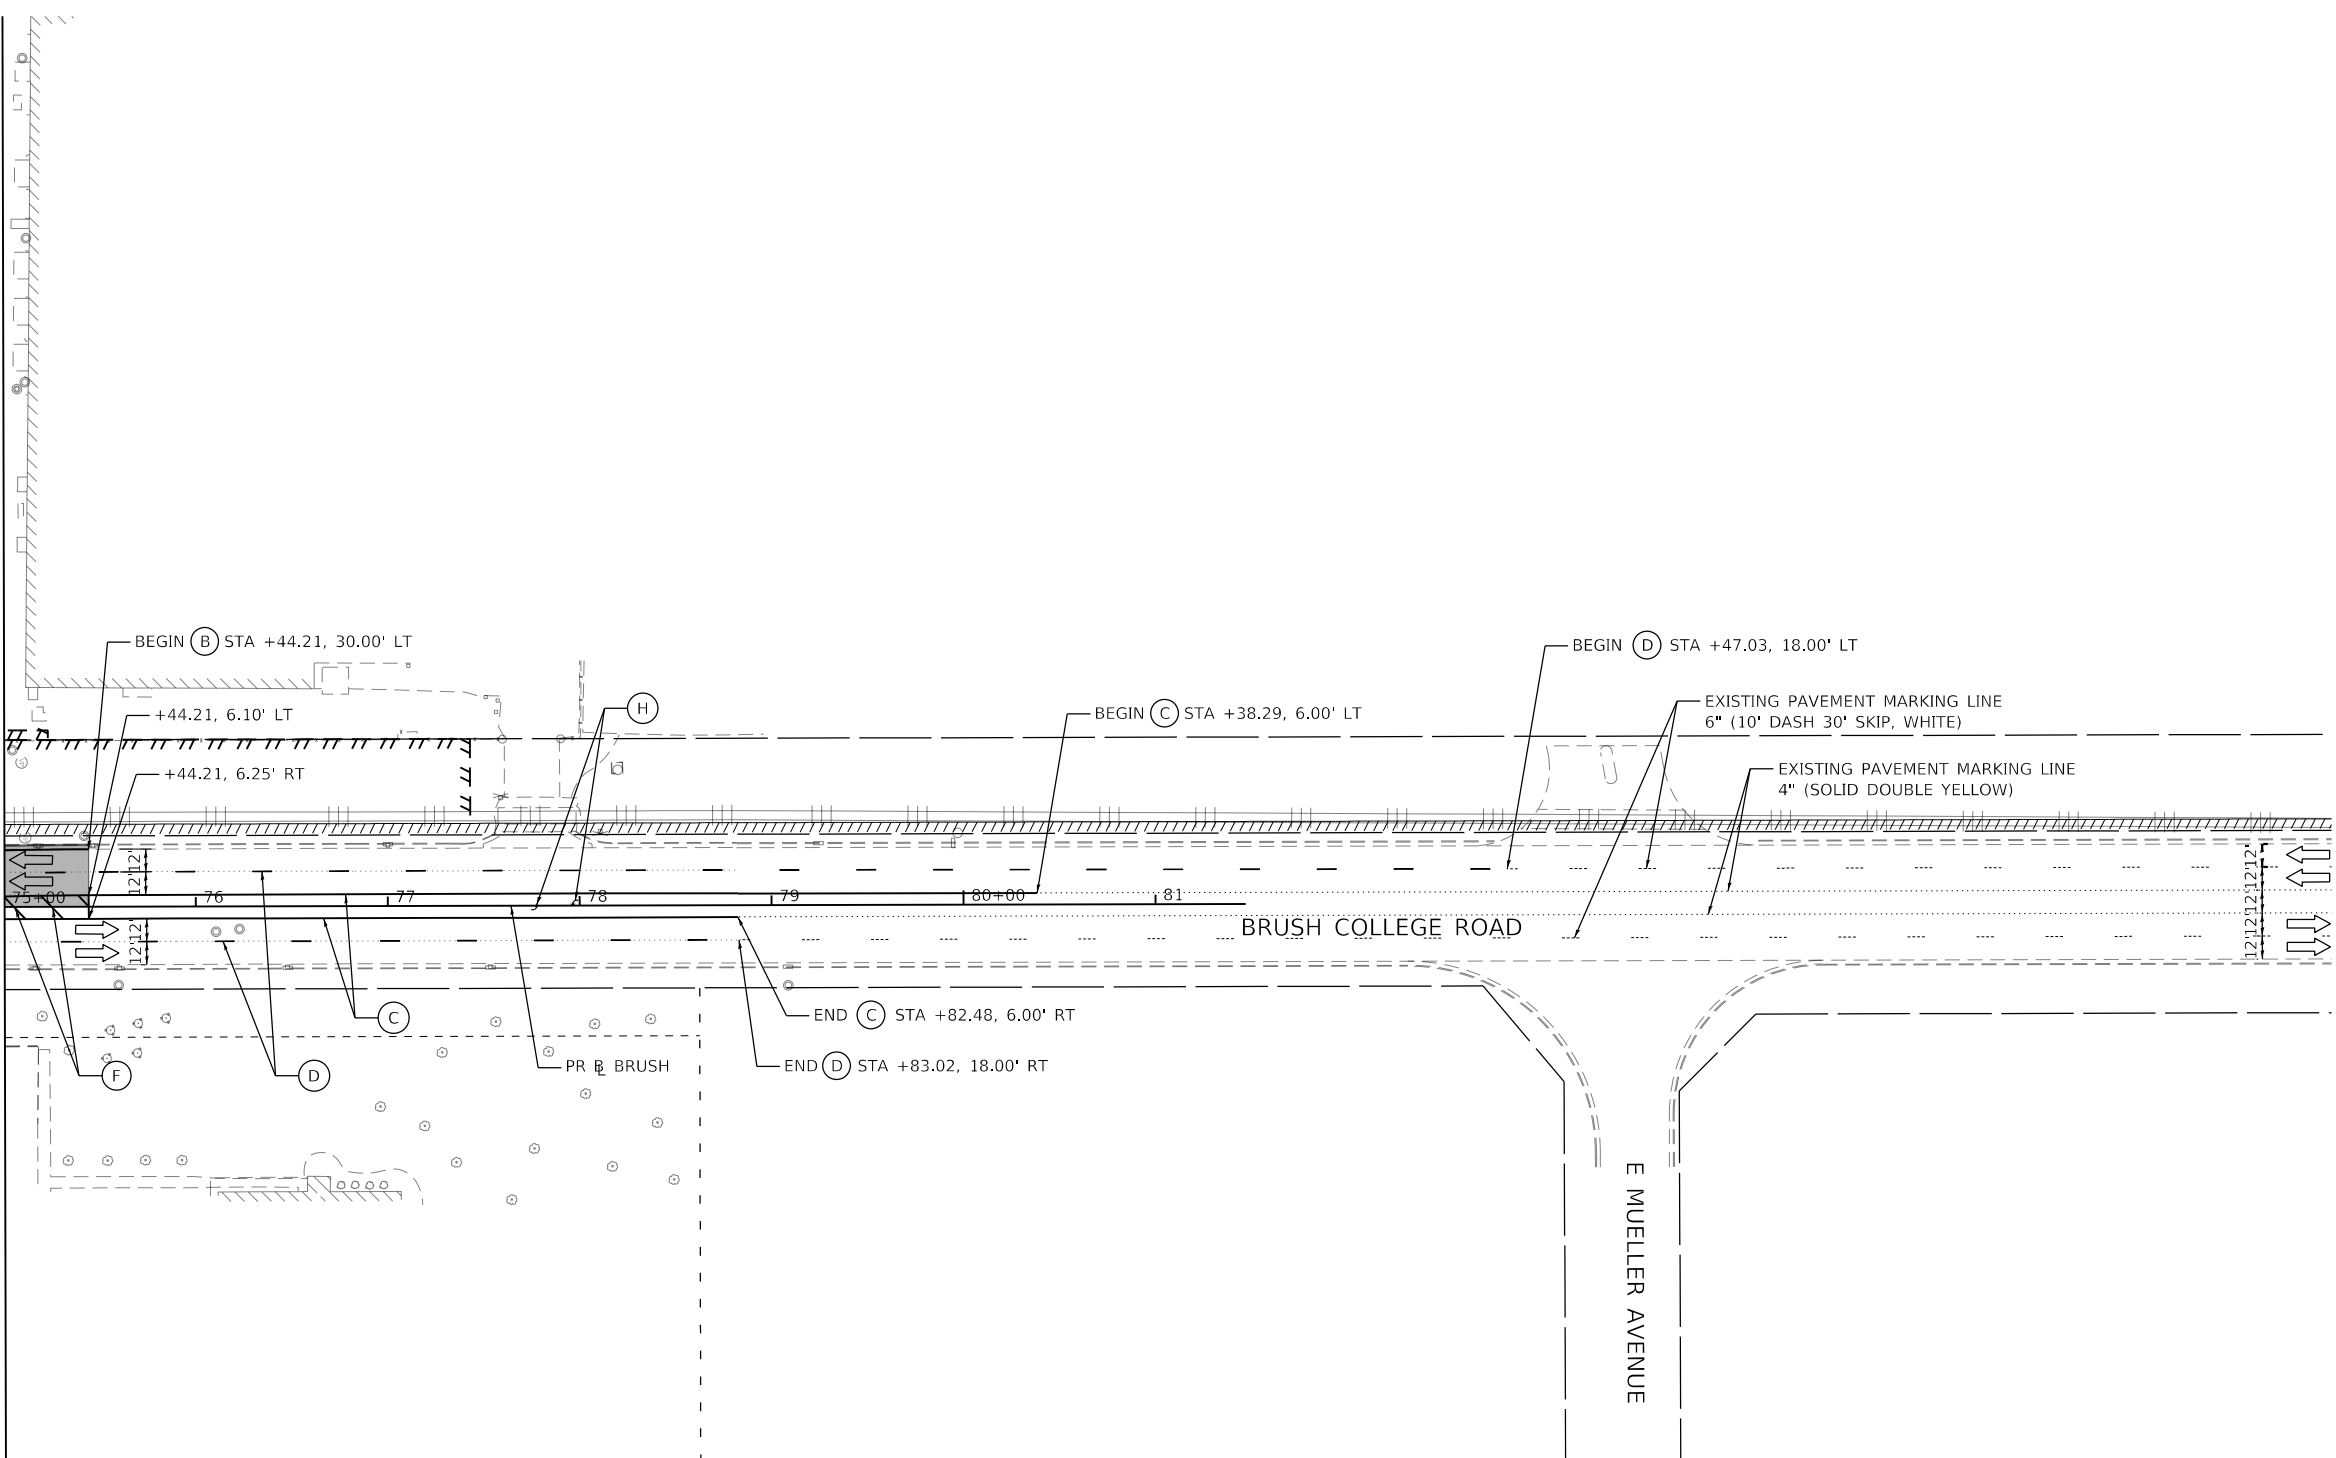 BEGIN B STA +44.21, 30.00' LT
BEGIN D STA +47.03, 18.00' LT
+44.21, 6.10' LT
H
BEGIN C STA +38.29, 6.00' LT
EXISTING PAVEMENT MARKING LINE
6" (10' DASH 30' SKIP, WHITE)
+44.21, 6.25' RT
EXISTING PAVEMENT MARKING LINE
4" (SOLID DOUBLE YELLOW)
12'
12'
75+00
76
77
78
79
80+00
81
12'
12'
12'
12'
12'
12'
12'
BRUSH COLLEGE ROAD
C
END C STA +82.48, 6.00' RT
F
D
PR BL BRUSH
END D STA +83.02, 18.00' RT
E MUELLER AVENUE